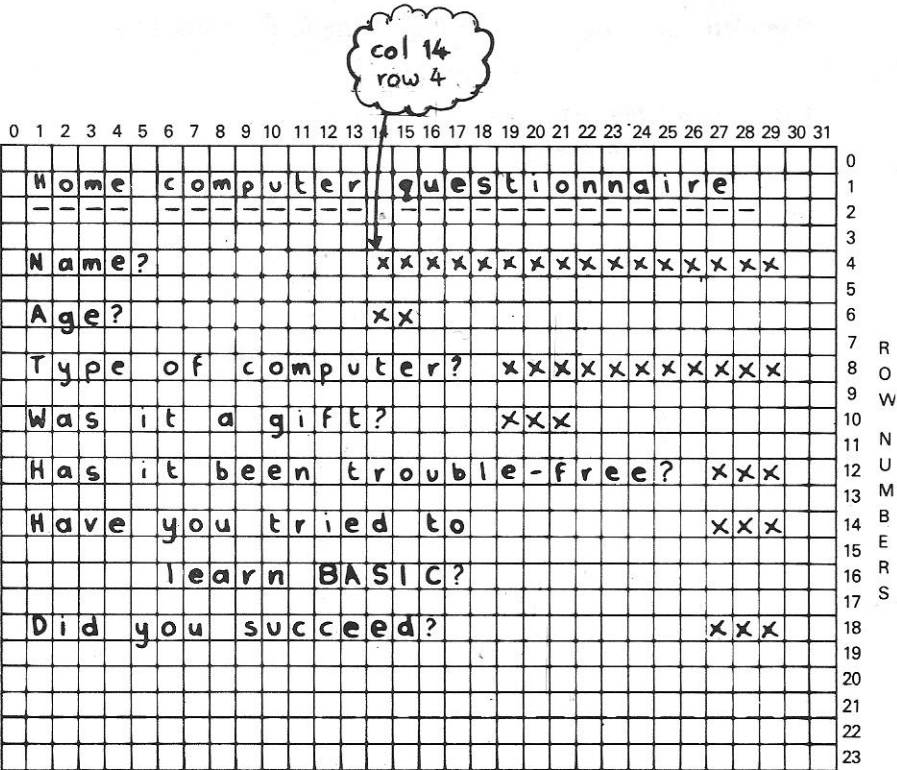 col 14
row 4
0 1 2 3 4 5 6 7 8 9 10 11 12 13 14 15 16 17 18 19 20 21 22 23 24 25 26 27 28 29 30 31
0
Home computer questionnaire 1
---- -------- -------------- 2
3
Name? xxxxxxxxxxxxxxxx 4
5
Age? xx 6
7
Type of computer? xxxxxxxxxxx 8
9
Was it a gift? xxx 10
11
Has it been trouble-free? xxx 12
13
Have you tried to xxx 14
15
learn BASIC? 16
17
Did you succeed? xxx 18
19
20
21
22
23
ROW NUMBERS